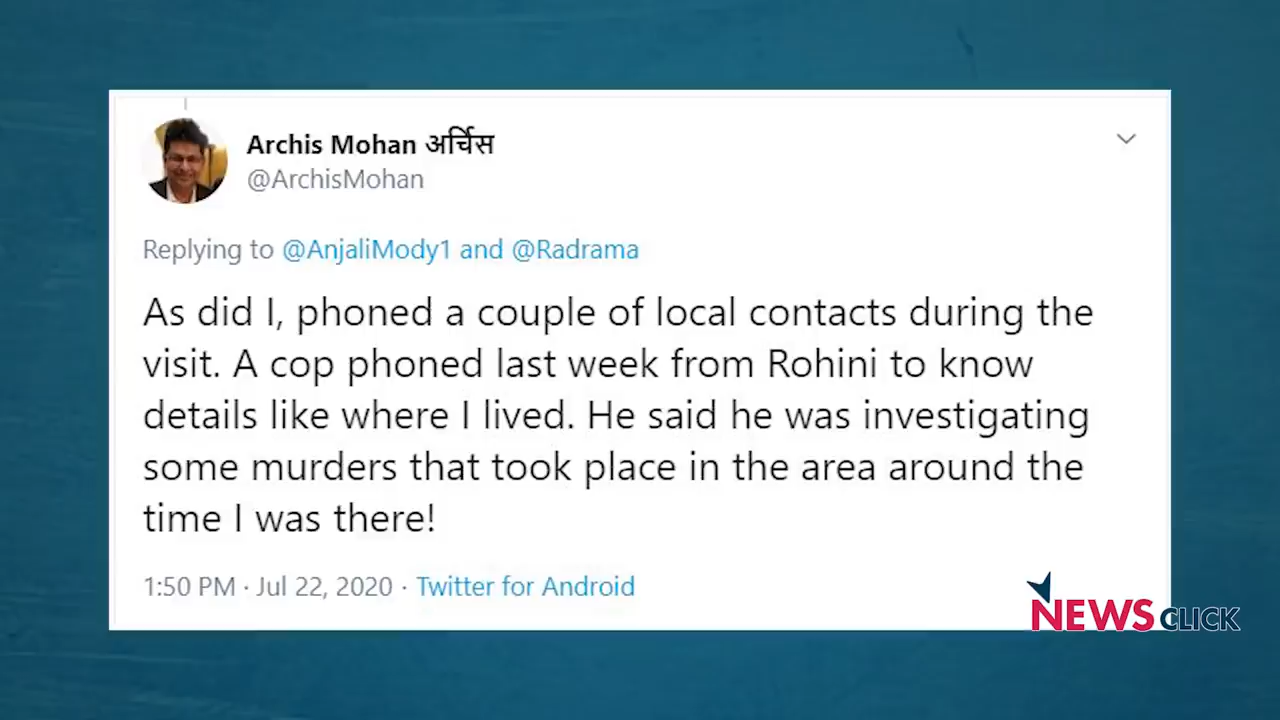 Archis Mohan अर्चिस
@ArchisMohan
Replying to @AnjaliMody1 and @Radrama
As did I, phoned a couple of local contacts during the
visit. A cop phoned last week from Rohini to know
details like where I lived. He said he was investigating
some murders that took place in the area around the
time I was there!
1:50 PM · Jul 22, 2020 · Twitter for Android
NEWSCLICK